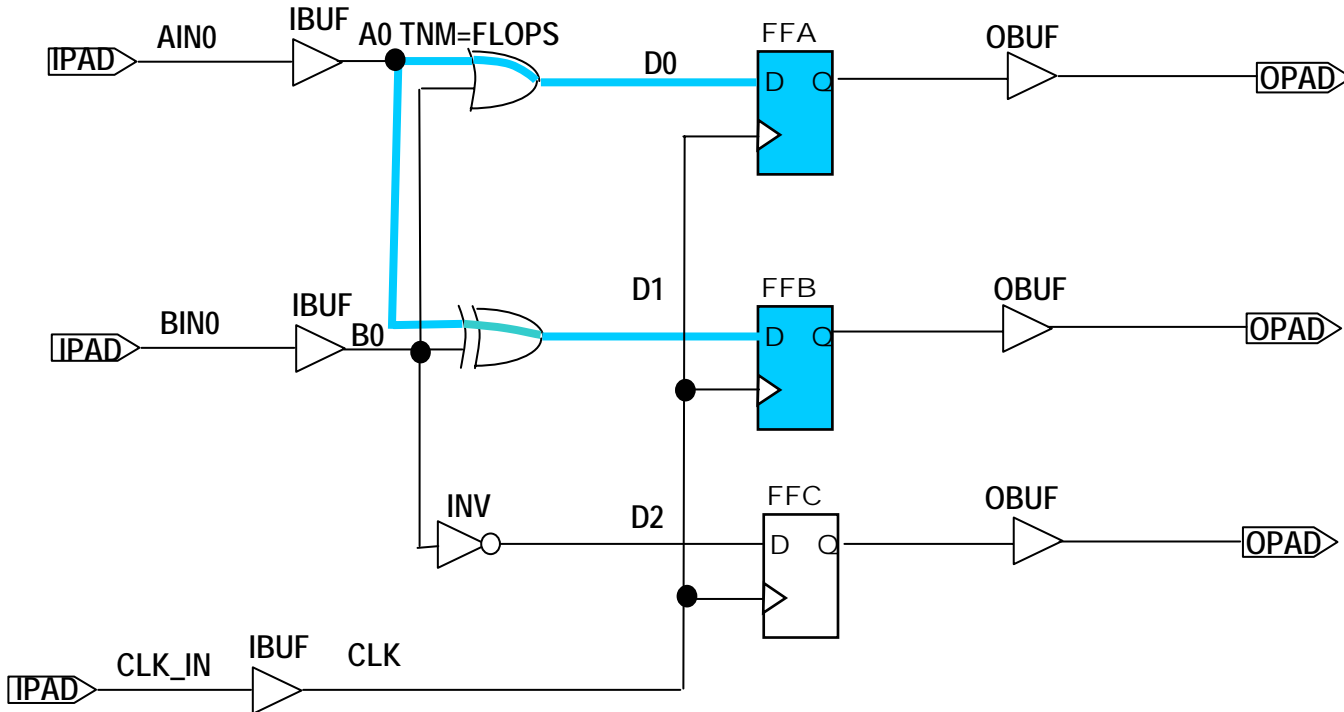 IBUF
AIN0
A0 TNM=FLOPS
FFA
OBUF
IPAD
D0
D Q
OPAD
IBUF
D1
FFB
OBUF
BIN0
B0
IPAD
D Q
OPAD
INV
D2
FFC
OBUF
D Q
OPAD
IBUF
CLK_IN
CLK
IPAD